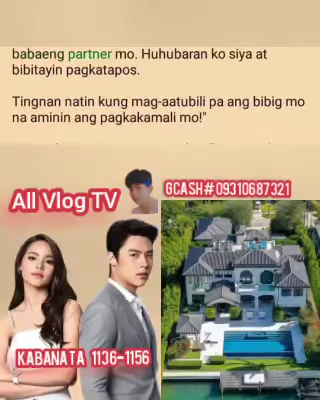 babaeng partner mo. Huhubaran ko siya at
bibitayin pagkatapos.
Tingnan natin kung mag-aatubili pa ang bibig mo
na aminin ang pagkakamali mo!"
All Vlog TV
GCASH#09310687321
KABANATA 1136-1156